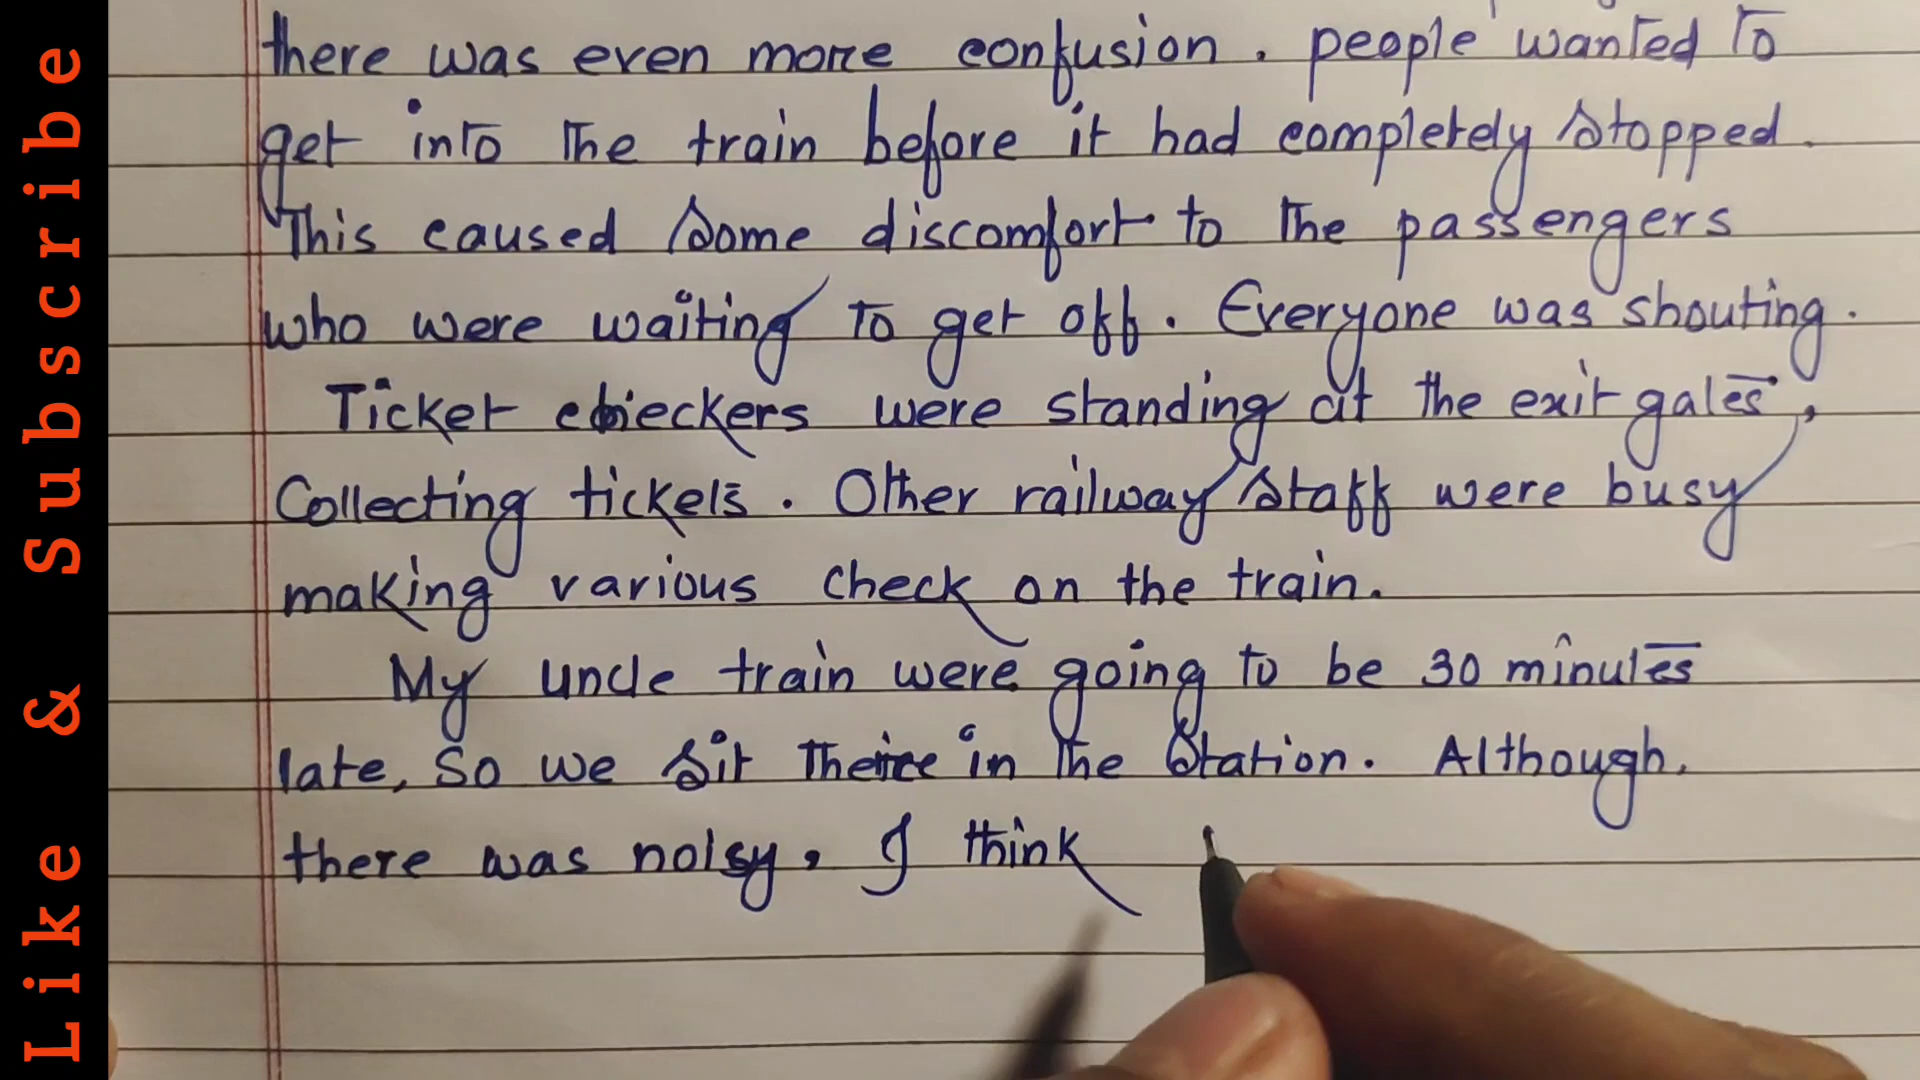 Like & Subscribe
there was even more confusion. people wanted to
get into the train before it had completely stopped.
This caused some discomfort to the passengers
who were waiting to get off. Everyone was shouting.
Ticket checkers were standing at the exit gates,
Collecting tickets. Other railway staff were busy
making various check on the train.
My uncle train were going to be 30 minutes
late, So we sit there in the station. Although,
there was noisy, I think